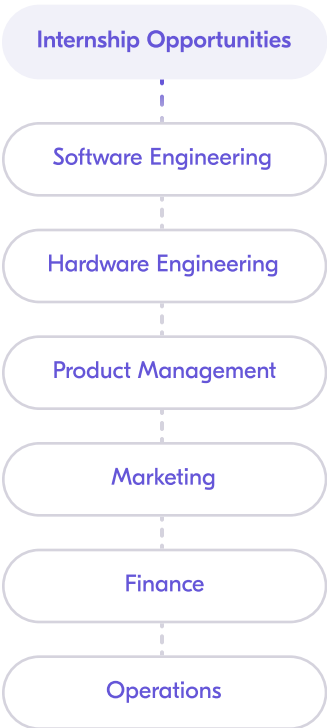 Internship Opportunities
Software Engineering
Hardware Engineering
Product Management
Marketing
Finance
Operations